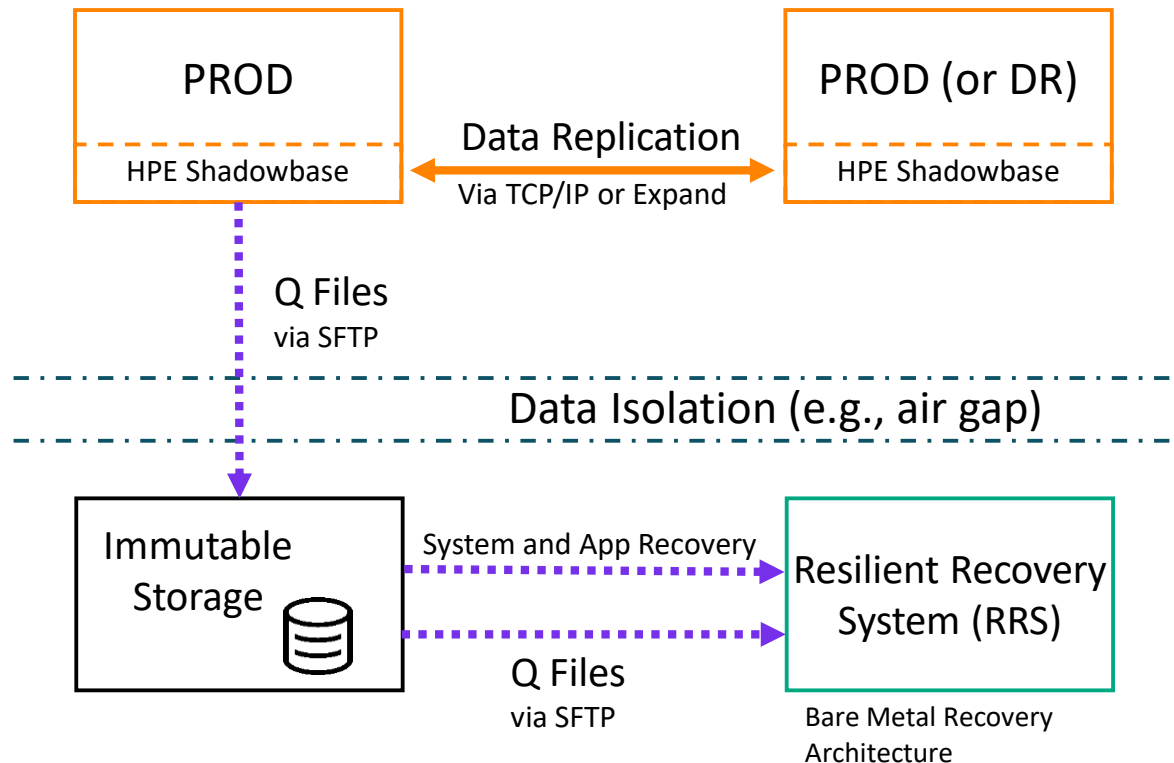 PROD
HPE Shadowbase
Data Replication
Via TCP/IP or Expand
PROD (or DR)
HPE Shadowbase
Q Files
via SFTP
Data Isolation (e.g., air gap)
Immutable
Storage
System and App Recovery
Q Files
via SFTP
Resilient Recovery
System (RRS)
Bare Metal Recovery
Architecture